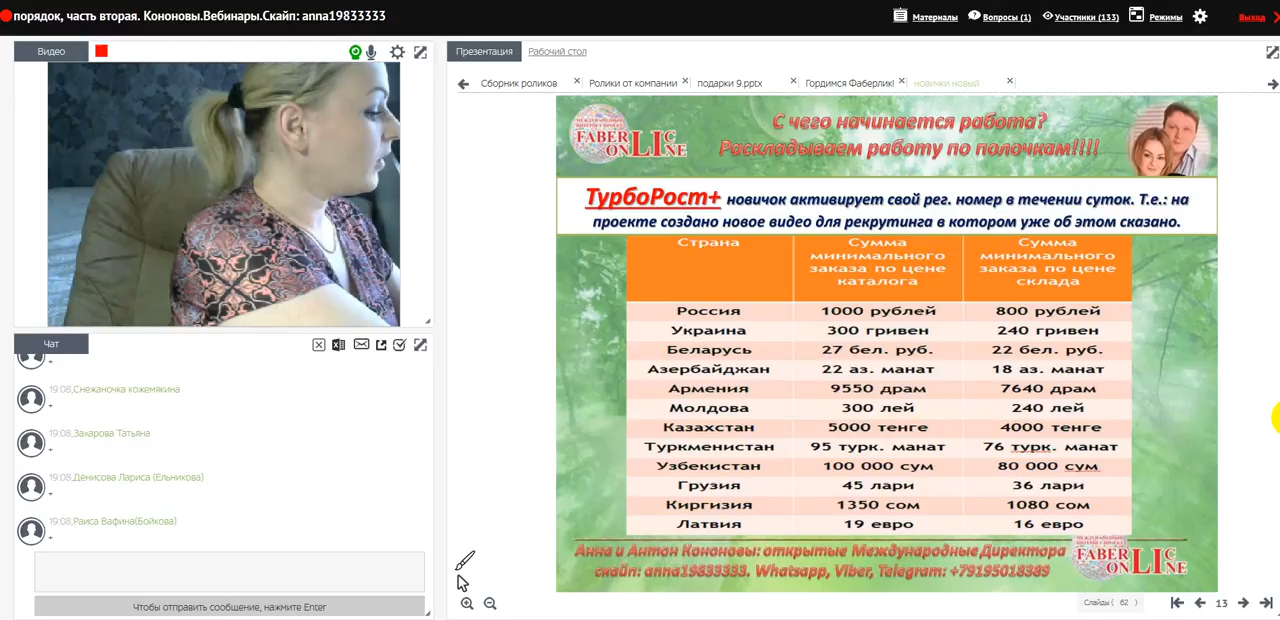 порядок, часть вторая. Кононовы.Вебинары.Скайп: anna19833333
Материалы
Вопросы (1)
Участники (133)
Режимы
Выход
Видео
Презентация
Рабочий стол
Сборник роликов
Ролики от компании
подарки 9.pptx
Гордимся Фаберлик!
новички новый
МЕЖДУНАРОДНЫЙ
ИНТЕРНЕТ-ПРОЕКТ
FABER LIC
ONLINE
С чего начинается работа?
Раскладываем работу по полочкам!!!!
ТурбоРост+ новичок активирует свой рег. номер в течении суток. Т.е.: на
проекте создано новое видео для рекрутинга в котором уже об этом сказано.
Страна
Сумма минимального заказа по цене каталога
Сумма минимального заказа по цене склада
Россия 1000 рублей 800 рублей
Украина 300 гривен 240 гривен
Беларусь 27 бел. руб. 22 бел. руб.
Азербайджан 22 аз. манат 18 аз. манат
Армения 9550 драм 7640 драм
Молдова 300 лей 240 лей
Казахстан 5000 тенге 4000 тенге
Туркменистан 95 турк. манат 76 турк. манат
Узбекистан 100 000 сум 80 000 сум
Грузия 45 лари 36 лари
Киргизия 1350 сом 1080 сом
Латвия 19 евро 16 евро
Анна и Антон Кононовы: открытые Международные Директора
скайп: anna19833333. Whatsapp, Viber, Telegram: +79195018389
FABER LIC
ONLINE
Слайды ( 62 )
13
Чат
+
19:08,Снежаночка кожемякина
+
19:08,Захарова Татьяна
+
19:08,Денисова Лариса (Ельникова)
+
19:08,Раиса Вафина(Бойкова)
+
Чтобы отправить сообщение, нажмите Enter